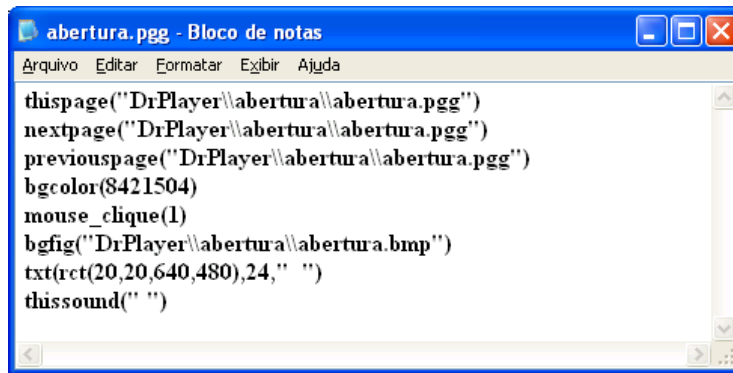 abertura.pgg - Bloco de notas
Arquivo Editar Formatar Exibir Ajuda
thispage("DrPlayer\\abertura\\abertura.pgg")
nextpage("DrPlayer\\abertura\\abertura.pgg")
previouspage("DrPlayer\\abertura\\abertura.pgg")
bgcolor(8421504)
mouse_clique(1)
bgfig("DrPlayer\\abertura\\abertura.bmp")
txt(rct(20,20,640,480),24,"  ")
thissound(" ")